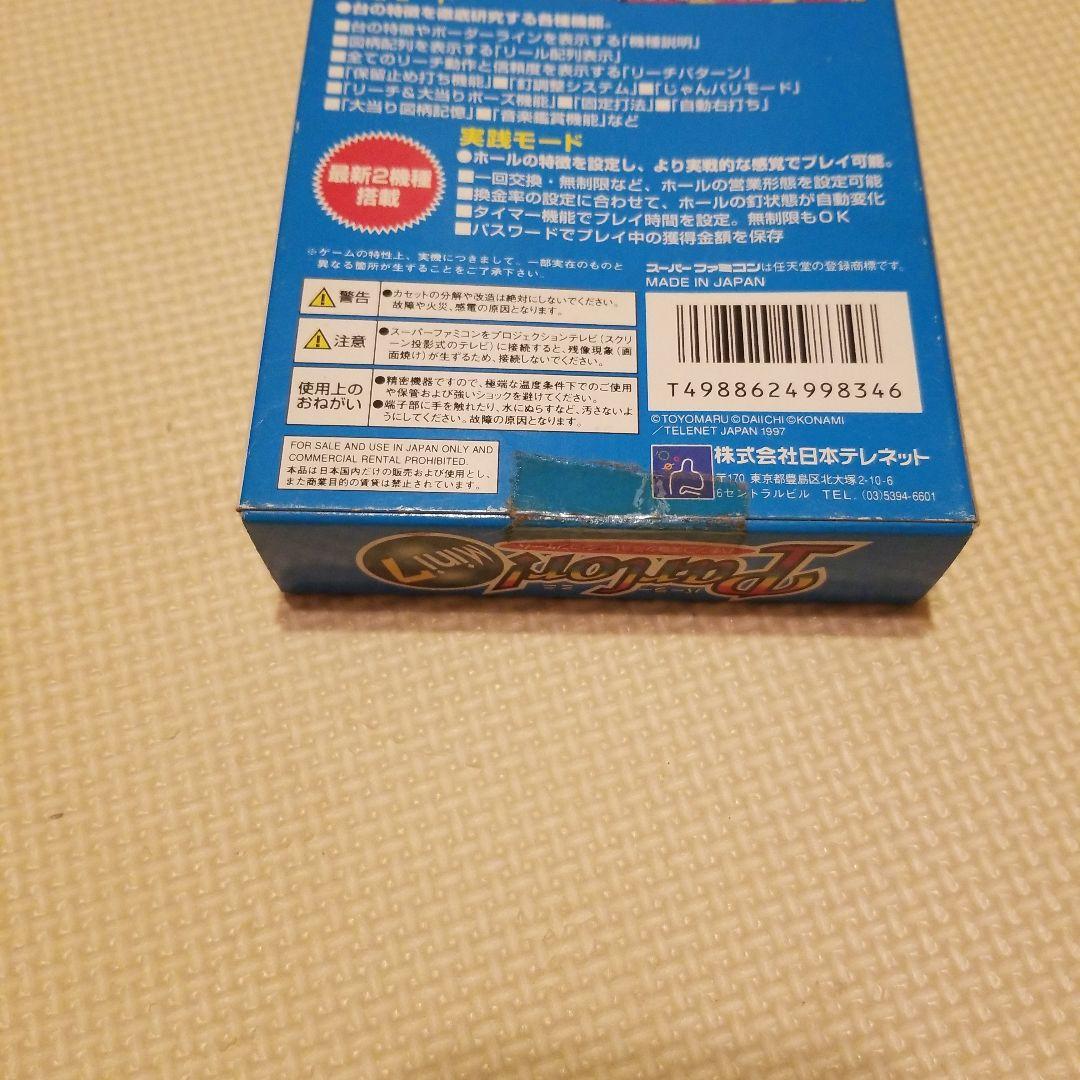 ●台の特徴を徹底研究する各種機能。
■台の特徴やボーダーラインを表示する「機種説明」
■図柄配列を表示する「リール配列表示」
■全てのリーチ動作と信頼度を表示する「リーチパターン」
■「保留止め打ち機能」■「釘調整システム」■「じゃんバリモード」
■「リーチ&大当りポーズ機能」■「固定打法」■「自動右打ち」
■「大当り図柄記憶」■「音楽鑑賞機能」など
最新2機種
搭載
実践モード
●ホールの特徴を設定し、より実戦的な感覚でプレイ可能。
■一回交換・無制限など、ホールの営業形態を設定可能
■換金率の設定に合わせて、ホールの釘状態が自動変化
■タイマー機能でプレイ時間を設定。無制限もOK
■パスワードでプレイ中の獲得金額を保存
※ゲームの特性上、実機につきまして、一部実在のものと
異なる箇所が生ずることをご了承下さい。
スーパーファミコンは任天堂の登録商標です。
MADE IN JAPAN
警告
●カセットの分解や改造は絶対にしないでください。
故障や火災、感電の原因となります。
注意
●スーパーファミコンをプロジェクションテレビ(スクリ
ーン投影式のテレビ)に接続すると、残像現象(画
面焼け)が生ずるため、接続しないでください。
使用上の
おねがい
●精密機器ですので、極端な温度条件下でのご使用
や保管および強いショックを避けてください。
●端子部に手を触れたり、水にぬらすなど、汚さないよ
うにしてください。故障の原因となります。
FOR SALE AND USE IN JAPAN ONLY AND
COMMERCIAL RENTAL PROHIBITED.
本品は日本国内だけの販売および使用とし、
また商業目的の賃貸は禁止されています。
T4988624998346
©TOYOMARU ©DAIICHI ©KONAMI
/TELENET JAPAN 1997
株式会社日本テレネット
〒170 東京都豊島区北大塚2-10-6
6セントラルビル TEL. (03)5394-6601
Parlor!
Mini7